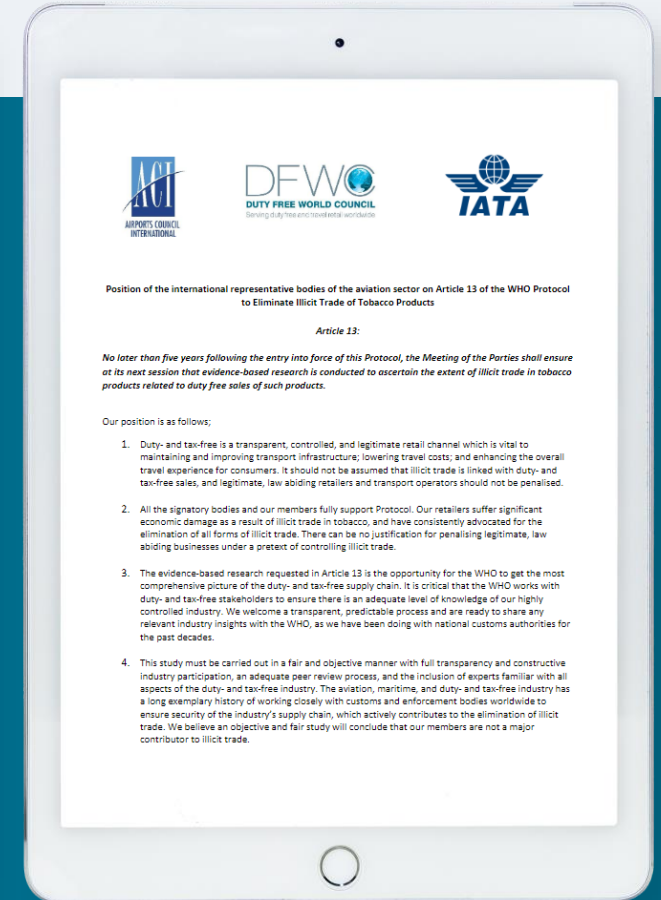 ACI
AIRPORTS COUNCIL
INTERNATIONAL
DFWC
DUTY FREE WORLD COUNCIL
Serving duty free and travel retail worldwide
IATA
Position of the international representative bodies of the aviation sector on Article 13 of the WHO Protocol
to Eliminate Illicit Trade of Tobacco Products
Article 13:
No later than five years following the entry into force of this Protocol, the Meeting of the Parties shall ensure
at its next session that evidence-based research is conducted to ascertain the extent of illicit trade in tobacco
products related to duty free sales of such products.
Our position is as follows;
1. Duty- and tax-free is a transparent, controlled, and legitimate retail channel which is vital to
maintaining and improving transport infrastructure; lowering travel costs; and enhancing the overall
travel experience for consumers. It should not be assumed that illicit trade is linked with duty- and
tax-free sales, and legitimate, law abiding retailers and transport operators should not be penalised.
2. All the signatory bodies and our members fully support Protocol. Our retailers suffer significant
economic damage as a result of illicit trade in tobacco, and have consistently advocated for the
elimination of all forms of illicit trade. There can be no justification for penalising legitimate, law
abiding businesses under a pretext of controlling illicit trade.
3. The evidence-based research requested in Article 13 is the opportunity for the WHO to get the most
comprehensive picture of the duty- and tax-free supply chain. It is critical that the WHO works with
duty- and tax-free stakeholders to ensure there is an adequate level of knowledge of our highly
controlled industry. We welcome a transparent, predictable process and are ready to share any
relevant industry insights with the WHO, as we have been doing with national customs authorities for
the past decades.
4. This study must be carried out in a fair and objective manner with full transparency and constructive
industry participation, an adequate peer review process, and the inclusion of experts familiar with all
aspects of the duty- and tax-free industry. The aviation, maritime, and duty- and tax-free industry has
a long exemplary history of working closely with customs and enforcement bodies worldwide to
ensure security of the industry's supply chain, which actively contributes to the elimination of illicit
trade. We believe an objective and fair study will conclude that our members are not a major
contributor to illicit trade.